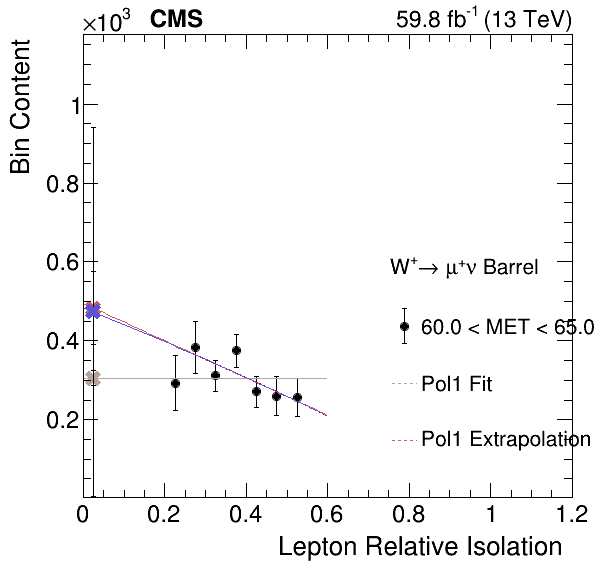 ×10³ CMS 59.8 fb⁻¹ (13 TeV)
Bin Content
1
0.8
0.6
0.4
0.2
W⁺→ μ⁺ν Barrel
60.0 < MET < 65.0
Pol1 Fit
Pol1 Extrapolation
0 0.2 0.4 0.6 0.8 1 1.2
Lepton Relative Isolation